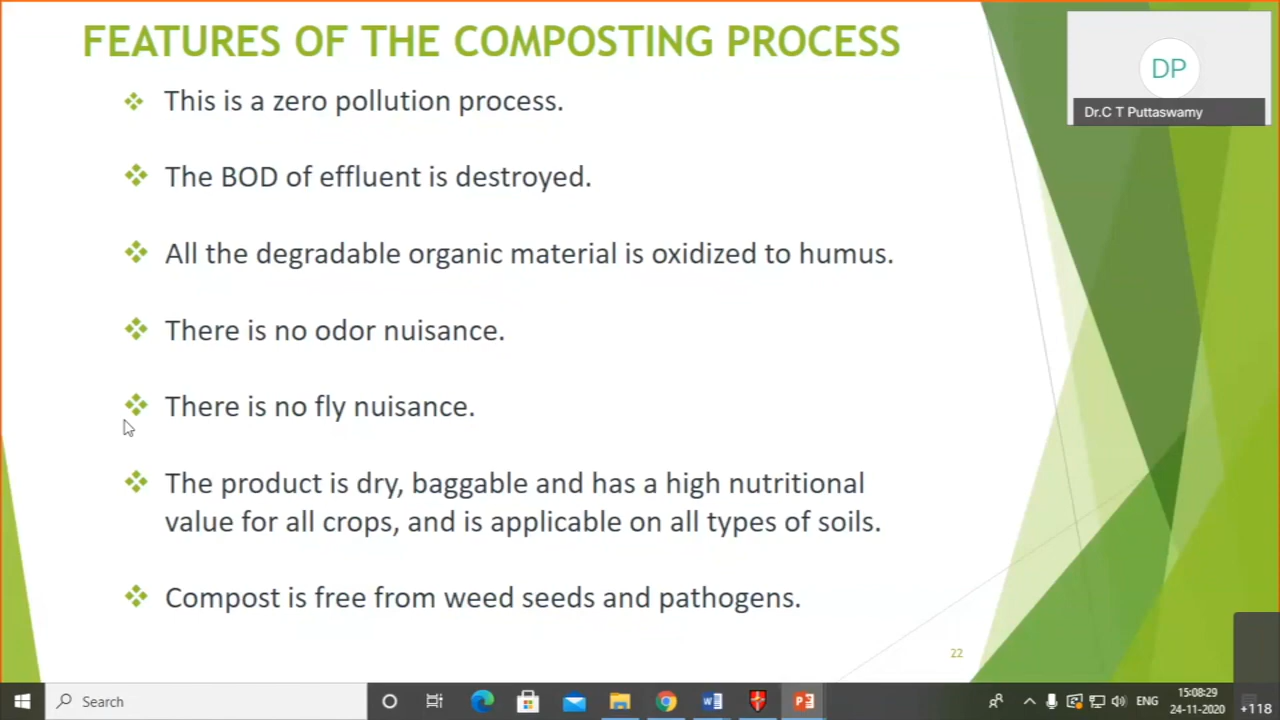 FEATURES OF THE COMPOSTING PROCESS
DP
Dr.C T Puttaswamy
This is a zero pollution process.
The BOD of effluent is destroyed.
All the degradable organic material is oxidized to humus.
There is no odor nuisance.
There is no fly nuisance.
The product is dry, baggable and has a high nutritional
value for all crops, and is applicable on all types of soils.
Compost is free from weed seeds and pathogens.
22
Search
ENG
15:08:29
24-11-2020
+118